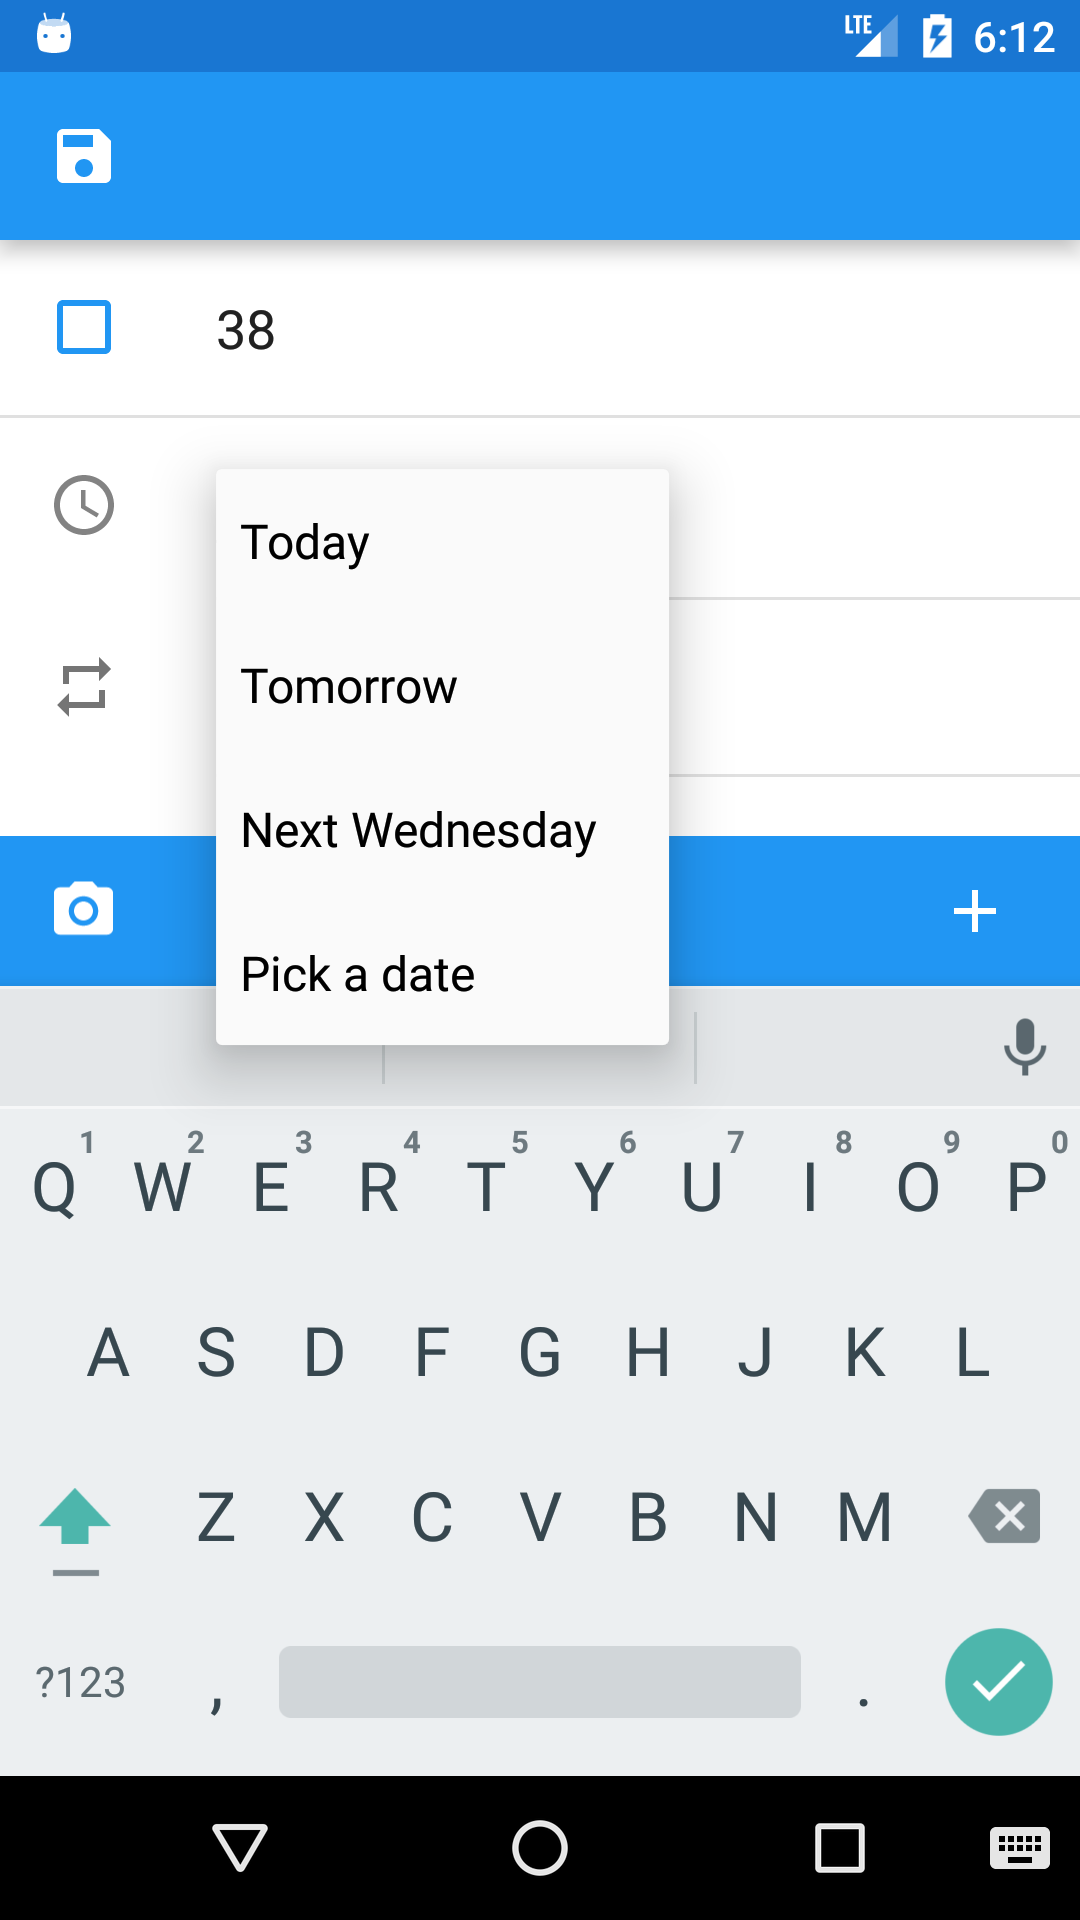 LTE 6:12
38
Today
Tomorrow
Next Wednesday
Pick a date
1 2 3 4 5 6 7 8 9 0
Q W E R T Y U I O P
A S D F G H J K L
Z X C V B N M
?123 , .